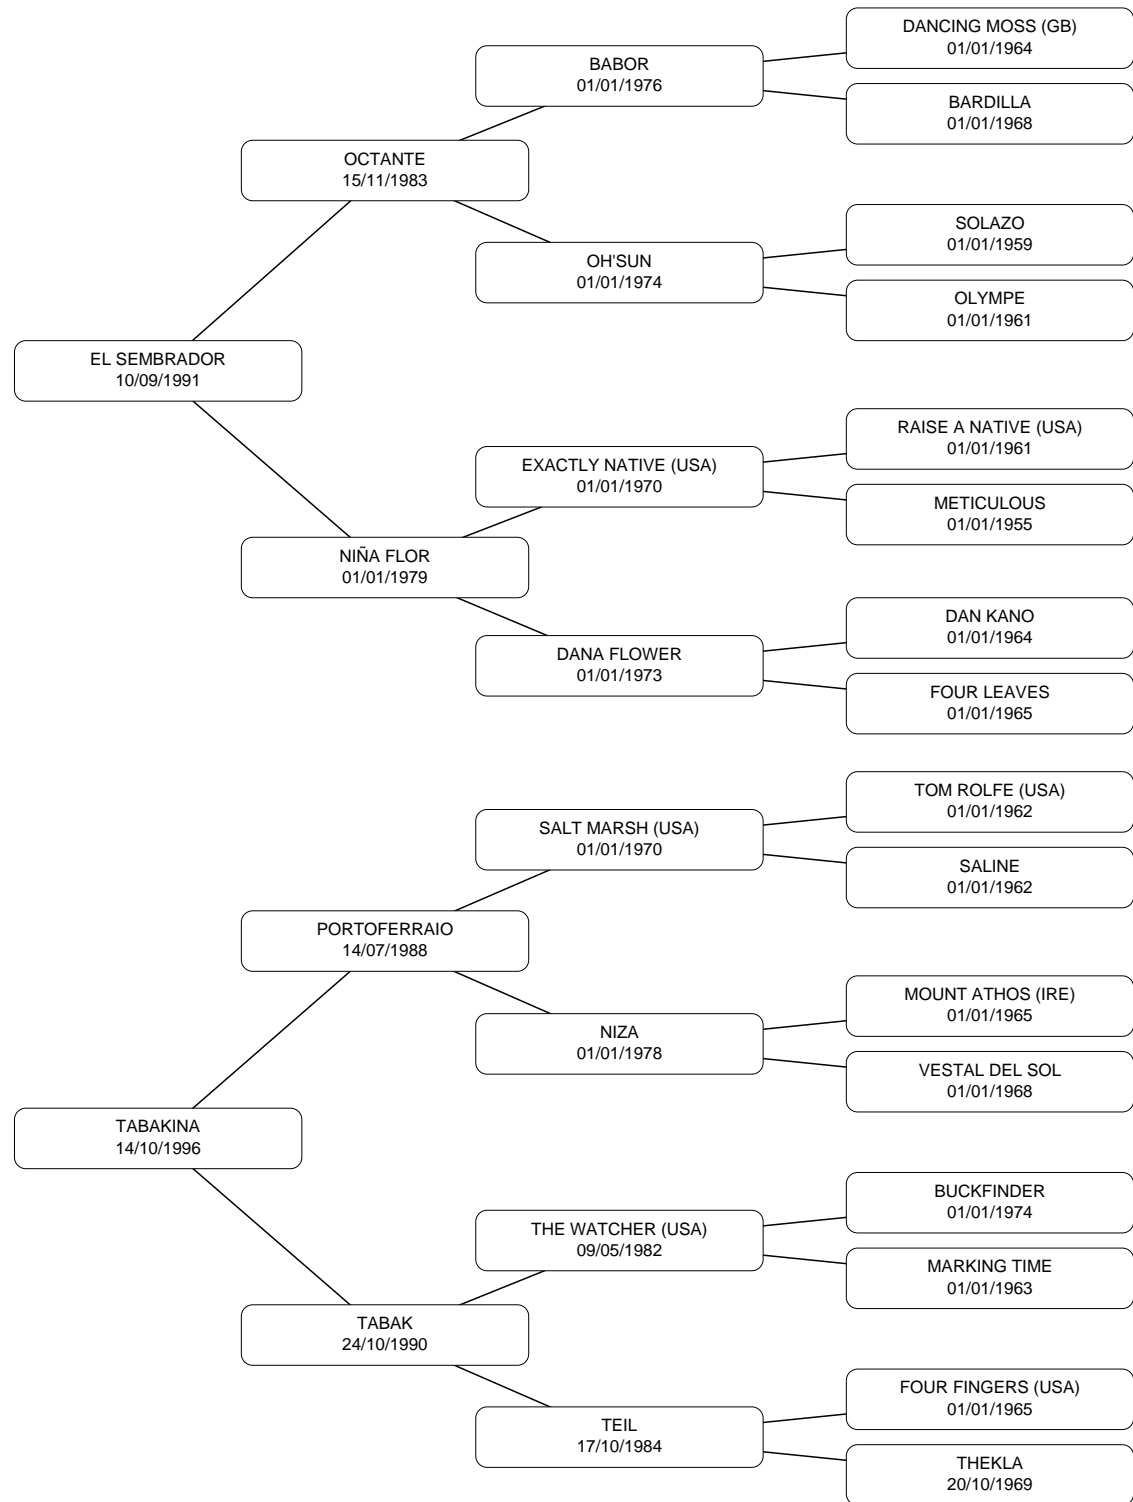 DANCING MOSS (GB)
01/01/1964
BABOR
01/01/1976
BARDILLA
01/01/1968
OCTANTE
15/11/1983
SOLAZO
01/01/1959
OH'SUN
01/01/1974
OLYMPE
01/01/1961
EL SEMBRADOR
10/09/1991
RAISE A NATIVE (USA)
01/01/1961
EXACTLY NATIVE (USA)
01/01/1970
METICULOUS
01/01/1955
NIÑA FLOR
01/01/1979
DAN KANO
01/01/1964
DANA FLOWER
01/01/1973
FOUR LEAVES
01/01/1965
TOM ROLFE (USA)
01/01/1962
SALT MARSH (USA)
01/01/1970
SALINE
01/01/1962
PORTOFERRAIO
14/07/1988
MOUNT ATHOS (IRE)
01/01/1965
NIZA
01/01/1978
VESTAL DEL SOL
01/01/1968
TABAKINA
14/10/1996
BUCKFINDER
01/01/1974
THE WATCHER (USA)
09/05/1982
MARKING TIME
01/01/1963
TABAK
24/10/1990
FOUR FINGERS (USA)
01/01/1965
TEIL
17/10/1984
THEKLA
20/10/1969